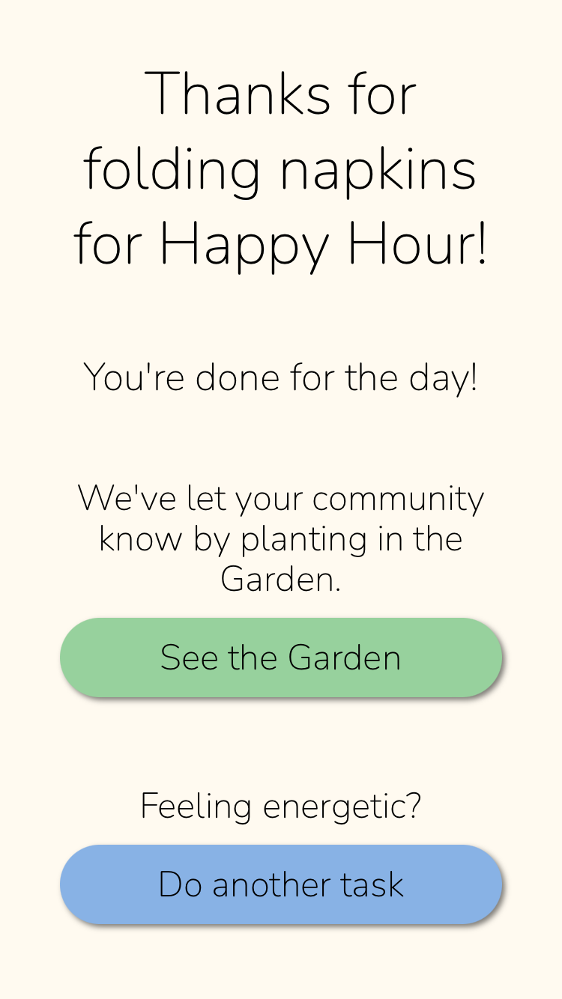 Thanks for
folding napkins
for Happy Hour!
You're done for the day!
We've let your community
know by planting in the
Garden.
See the Garden
Feeling energetic?
Do another task